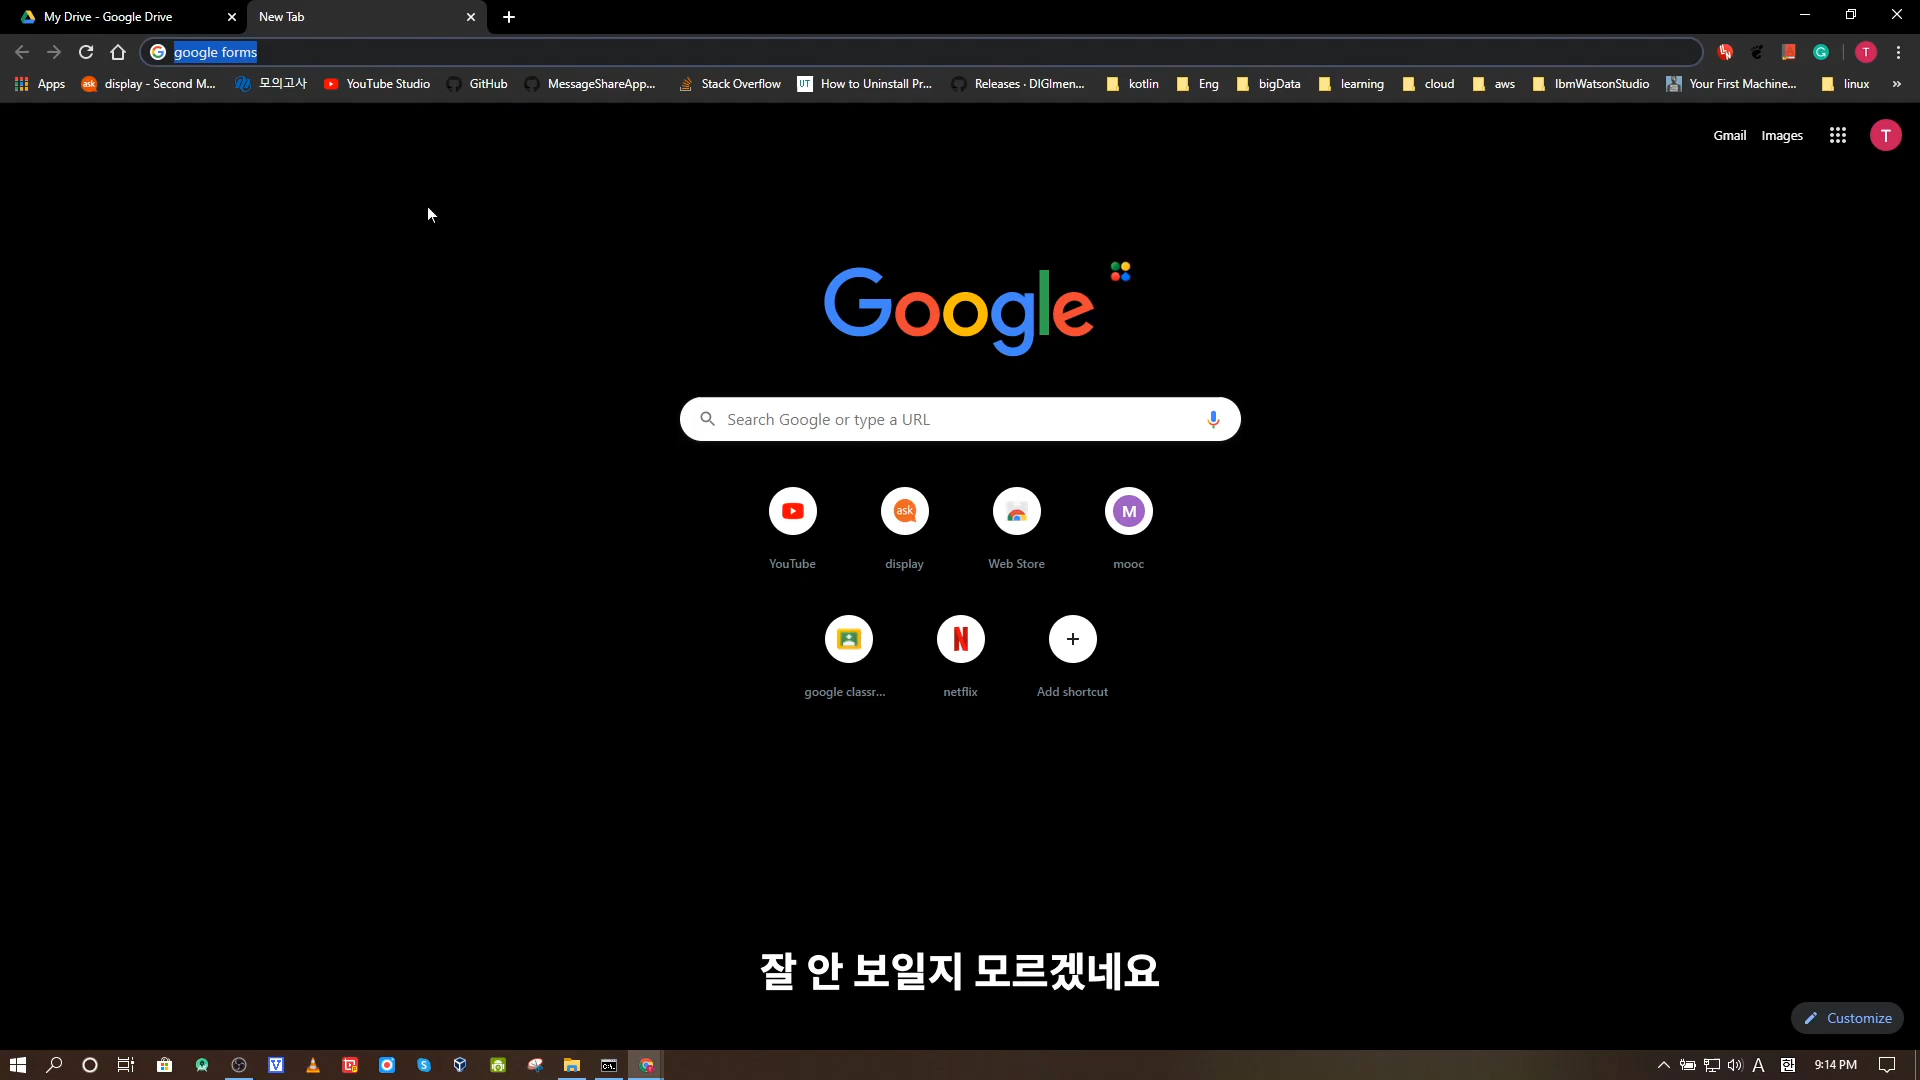 My Drive - Google Drive
New Tab
google forms
Apps
display - Second M...
모의고사
YouTube Studio
GitHub
MessageShareApp...
Stack Overflow
UT
How to Uninstall Pr...
Releases · DIGImen...
kotlin
Eng
bigData
learning
cloud
aws
IbmWatsonStudio
Your First Machine...
linux
Gmail
Images
T
Google
Search Google or type a URL
ask
M
YouTube
display
Web Store
mooc
google classr...
netflix
Add shortcut
잘 안 보일지 모르겠네요
Customize
A
한
9:14 PM